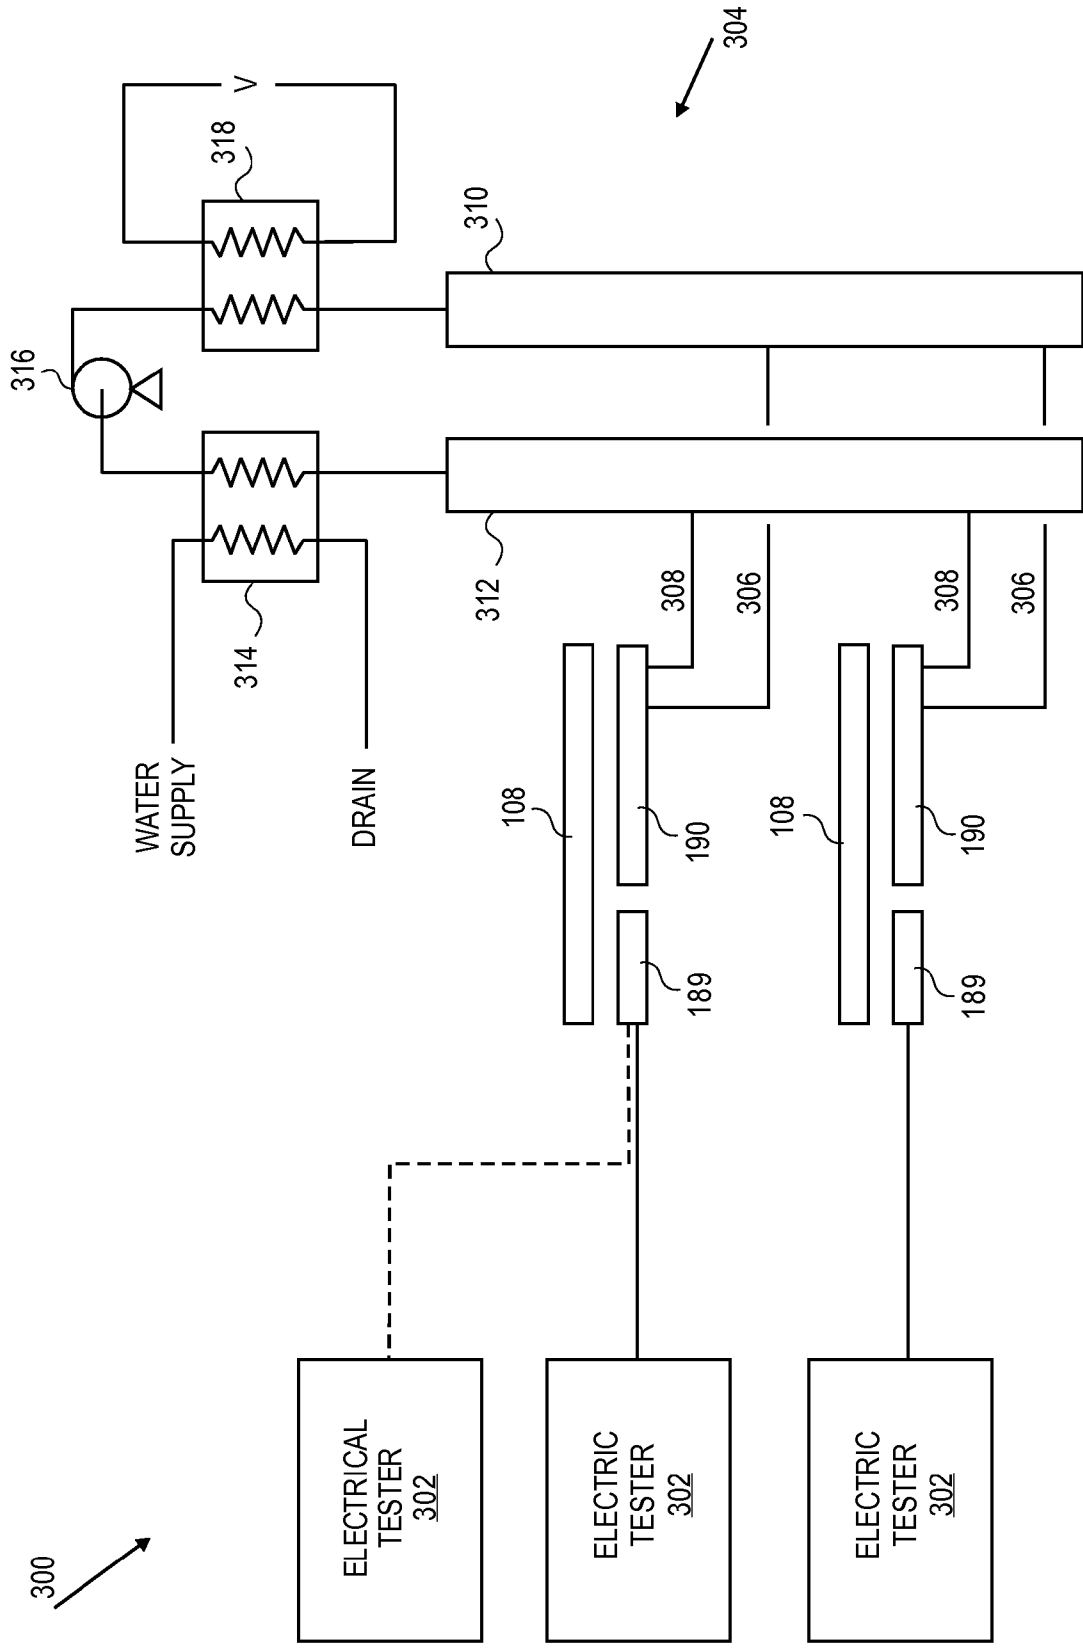 300
316
WATER
SUPPLY
318
V
314
DRAIN
ELECTRICAL
TESTER
302
310
312
108
ELECTRIC
TESTER
302
189
190
308
306
304
108
ELECTRIC
TESTER
302
189
190
308
306